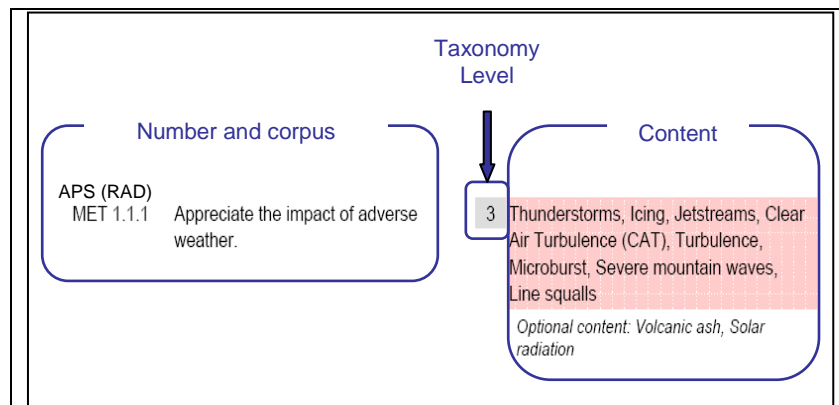 Taxonomy
Level
Number and corpus
Content
APS (RAD)
MET 1.1.1 Appreciate the impact of adverse
weather.
3 Thunderstorms, Icing, Jetstreams, Clear
Air Turbulence (CAT), Turbulence,
Microburst, Severe mountain waves,
Line squalls
Optional content: Volcanic ash, Solar
radiation